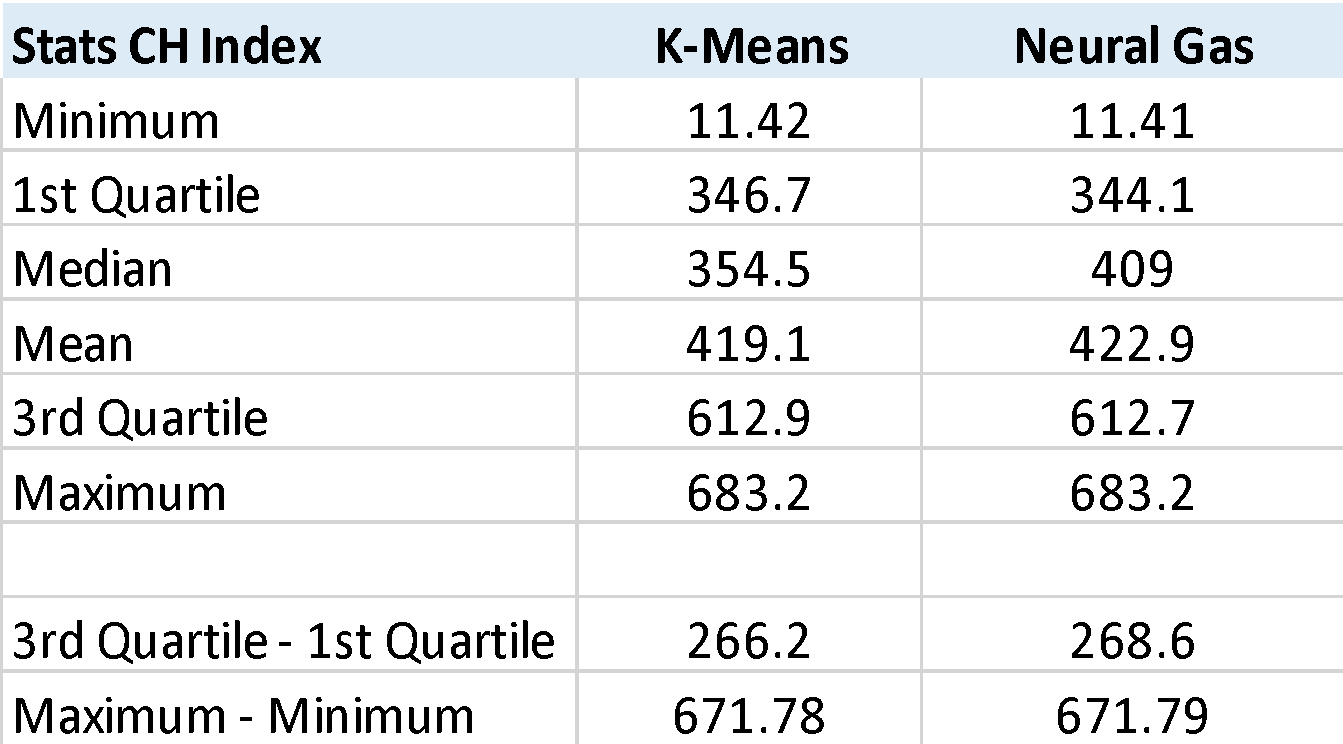 Stats CH Index K-Means Neural Gas
Minimum 11.42 11.41
1st Quartile 346.7 344.1
Median 354.5 409
Mean 419.1 422.9
3rd Quartile 612.9 612.7
Maximum 683.2 683.2
3rd Quartile - 1st Quartile 266.2 268.6
Maximum - Minimum 671.78 671.79